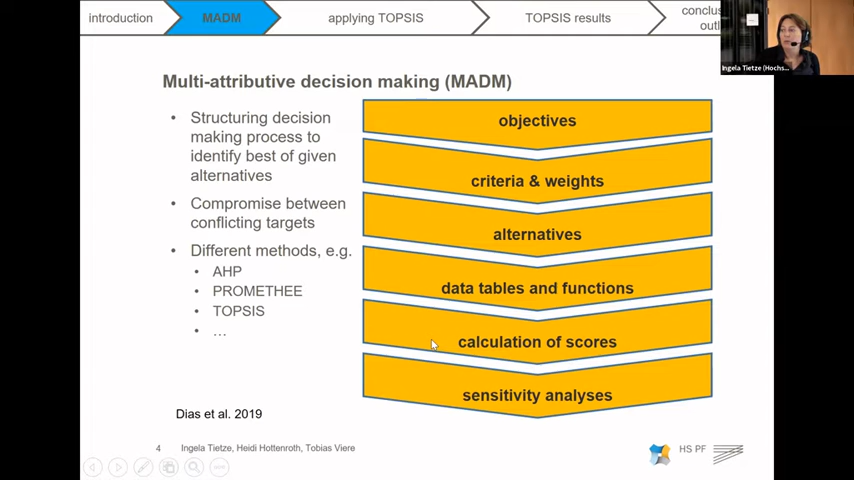 introduction
MADM
applying TOPSIS
TOPSIS results
outl
Ingela Tietze (Hochs...
Multi-attributive decision making (MADM)
• Structuring decision
making process to
identify best of given
alternatives
• Compromise between
conflicting targets
• Different methods, e.g.
• AHP
• PROMETHEE
• TOPSIS
• ...
objectives
criteria & weights
alternatives
data tables and functions
calculation of scores
sensitivity analyses
Dias et al. 2019
4 Ingela Tietze, Heidi Hottenroth, Tobias Viere
HS PF